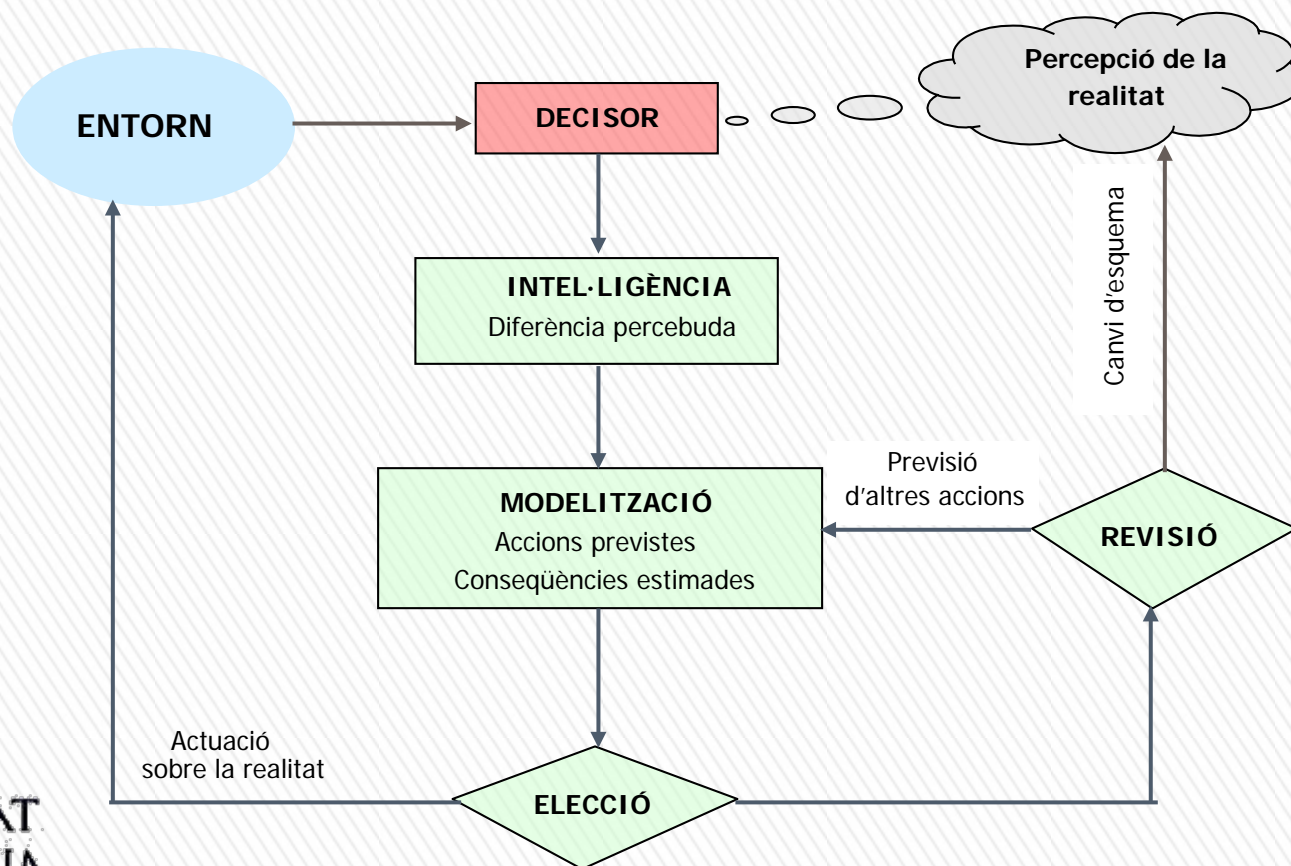 Percepció de la
realitat
ENTORN
DECISOR
Canvi d'esquema
INTEL·LIGÈNCIA
Diferència percebuda
Previsió
d'altres accions
MODELITZACIÓ
Accions previstes
Conseqüències estimades
REVISIÓ
Actuació
sobre la realitat
ELECCIÓ